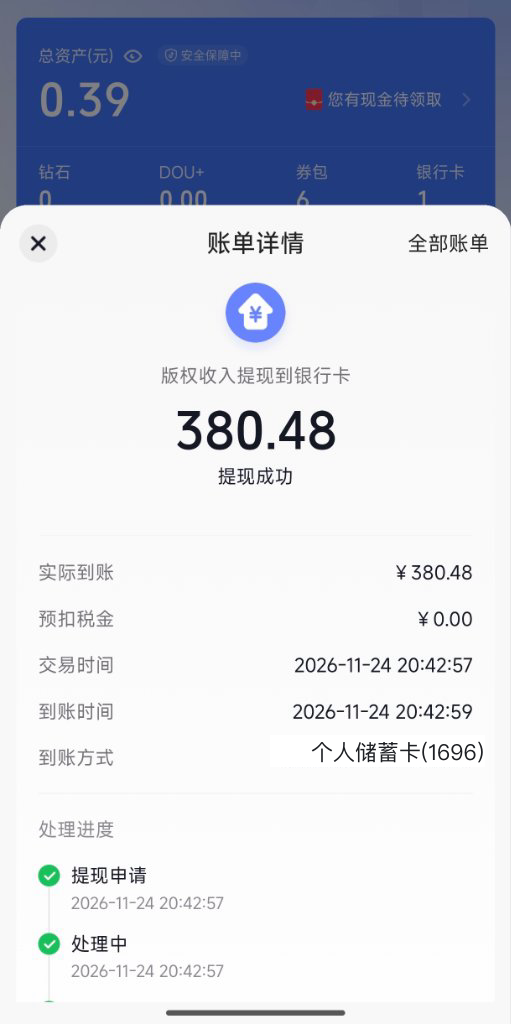 总资产(元) 安全保障中
0.39 您有现金待领取
钻石 DOU+ 券包 银行卡
0 0.00 6 1
账单详情 全部账单
版权收入提现到银行卡
380.48
提现成功
实际到账 ¥380.48
预扣税金 ¥0.00
交易时间 2026-11-24 20:42:57
到账时间 2026-11-24 20:42:59
到账方式 个人储蓄卡(1696)
处理进度
提现申请
2026-11-24 20:42:57
处理中
2026-11-24 20:42:57